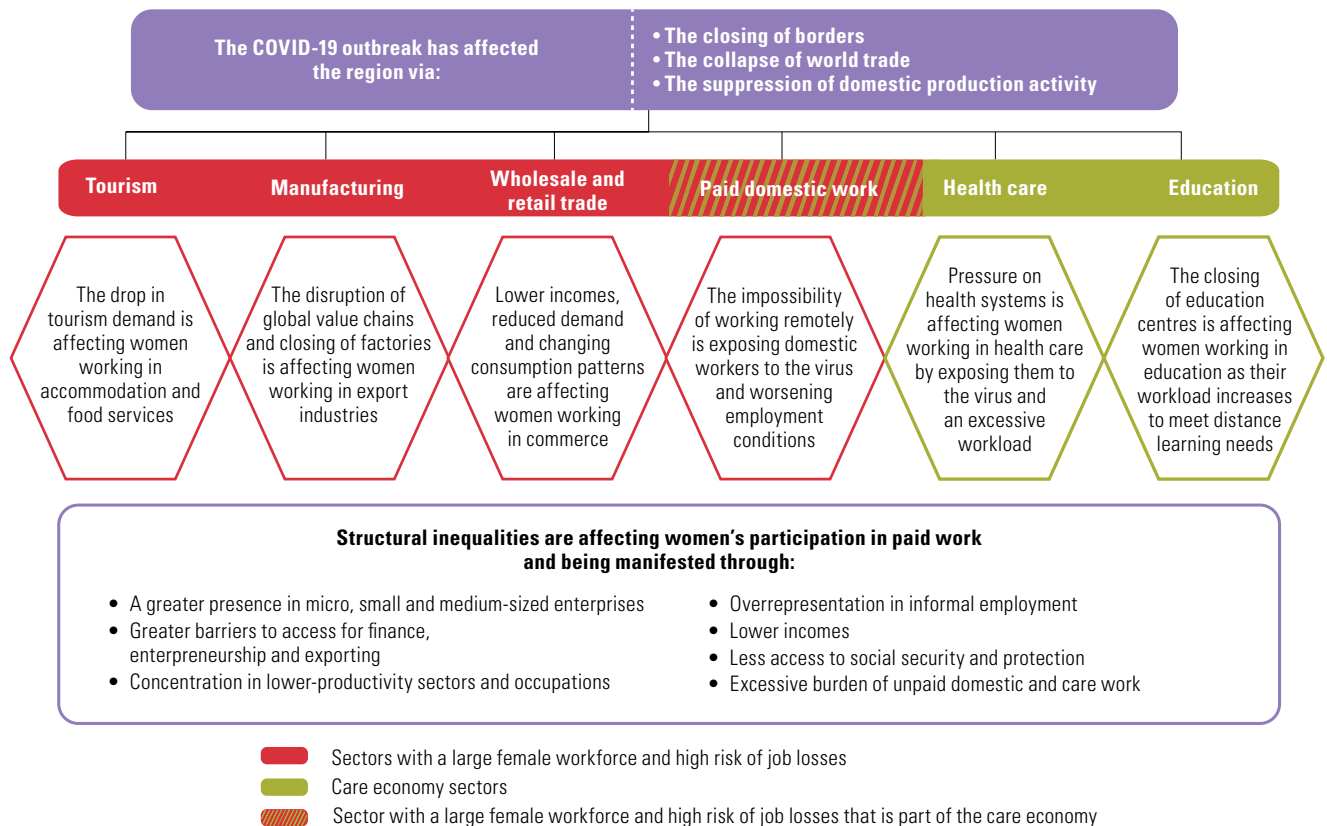 The COVID-19 outbreak has affected
the region via:
• The closing of borders
• The collapse of world trade
• The suppression of domestic production activity
Tourism
Manufacturing
Wholesale and
retail trade
Paid domestic work
Health care
Education
The drop in
tourism demand is
affecting women
working in
accommodation and
food services
The disruption of
global value chains
and closing of factories
is affecting women
working in export
industries
Lower incomes,
reduced demand
and changing
consumption patterns
are affecting
women working
in commerce
The impossibility
of working remotely
is exposing domestic
workers to the virus
and worsening
employment
conditions
Pressure on
health systems is
affecting women
working in health care
by exposing them to
the virus and
an excessive
workload
The closing
of education
centres is affecting
women working in
education as their
workload increases
to meet distance
learning needs
Structural inequalities are affecting women's participation in paid work
and being manifested through:
• A greater presence in micro, small and medium-sized enterprises
• Greater barriers to access for finance,
enterpreneurship and exporting
• Concentration in lower-productivity sectors and occupations
• Overrepresentation in informal employment
• Lower incomes
• Less access to social security and protection
• Excessive burden of unpaid domestic and care work
Sectors with a large female workforce and high risk of job losses
Care economy sectors
Sector with a large female workforce and high risk of job losses that is part of the care economy